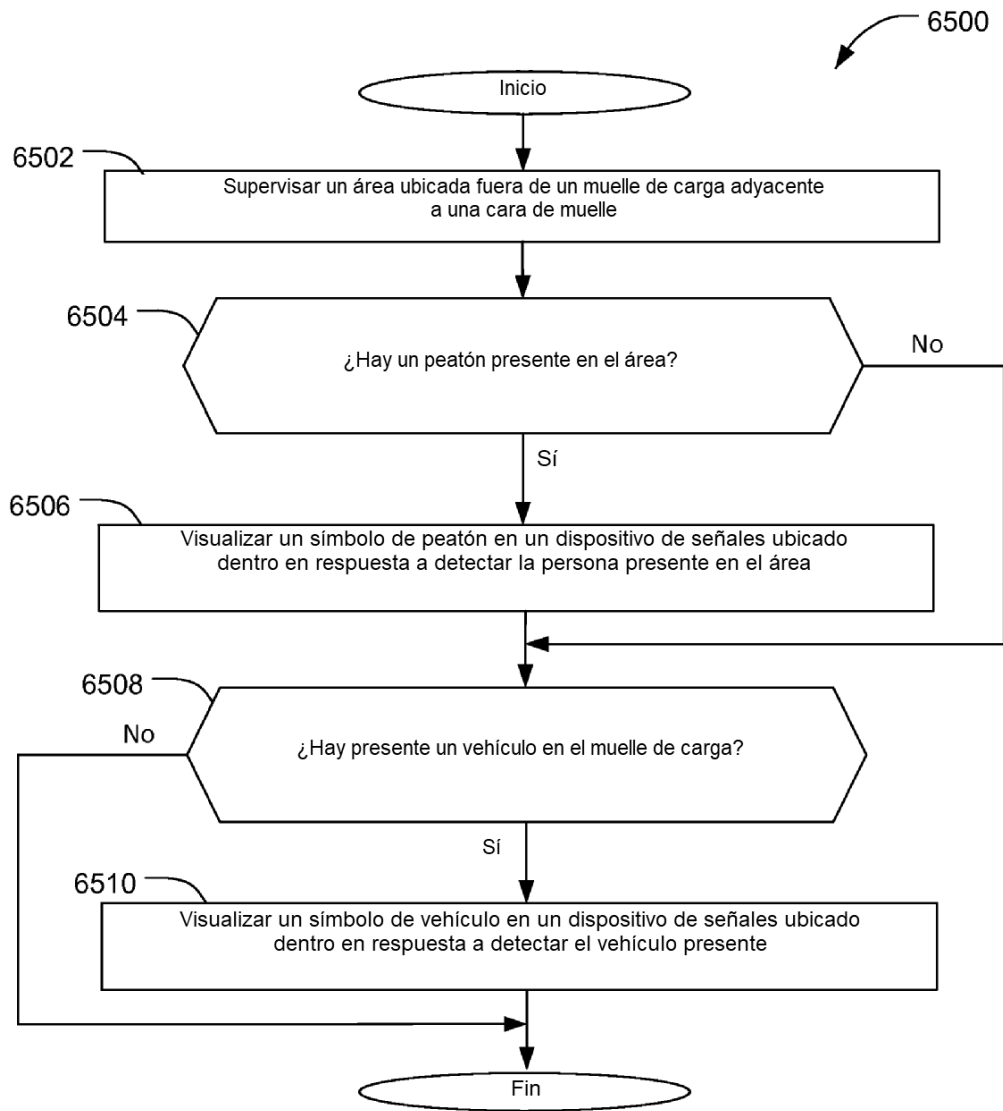 6500
Inicio
6502
Supervisar un área ubicada fuera de un muelle de carga adyacente
a una cara de muelle
6504
¿Hay un peatón presente en el área?
No
Sí
6506
Visualizar un símbolo de peatón en un dispositivo de señales ubicado
dentro en respuesta a detectar la persona presente en el área
6508
No
¿Hay presente un vehículo en el muelle de carga?
Sí
6510
Visualizar un símbolo de vehículo en un dispositivo de señales ubicado
dentro en respuesta a detectar el vehículo presente
Fin